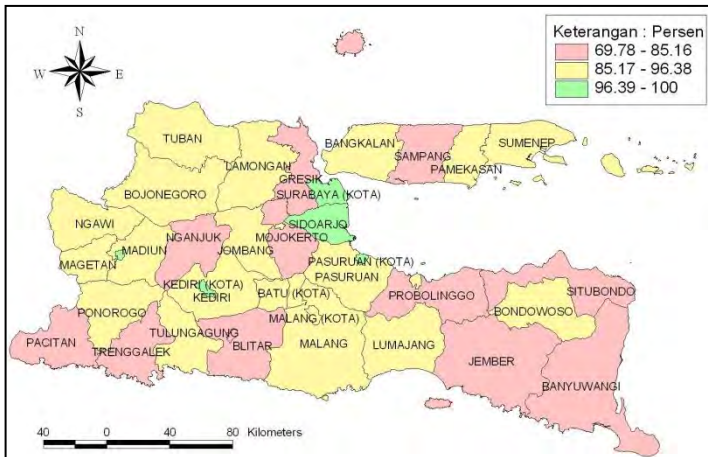 N
W E
S
Keterangan : Persen
69.78 - 85.16
85.17 - 96.38
96.39 - 100
TUBAN
LAMONGAN
BANGKALAN
SAMPANG
SUMENEP
PAMEKASAN
BOJONEGORO
GRESIK
SURABAYA (KOTA)
NGAWI
SIDOARJO
MADIUN
NGANJUK
JOMBANG
MOJOKERTO
MAGETAN
PASURUAN (KOTA)
PASURUAN
KEDIRI (KOTA)
KEDIRI
BATU (KOTA)
PROBOLINGGO
SITUBONDO
PONOROGO
BONDOWOSO
TULUNGAGUNG
MALANG (KOTA)
PACITAN
TRENGGALEK
BLITAR
MALANG
LUMAJANG
JEMBER
BANYUWANGI
40 0 40 80 Kilometers